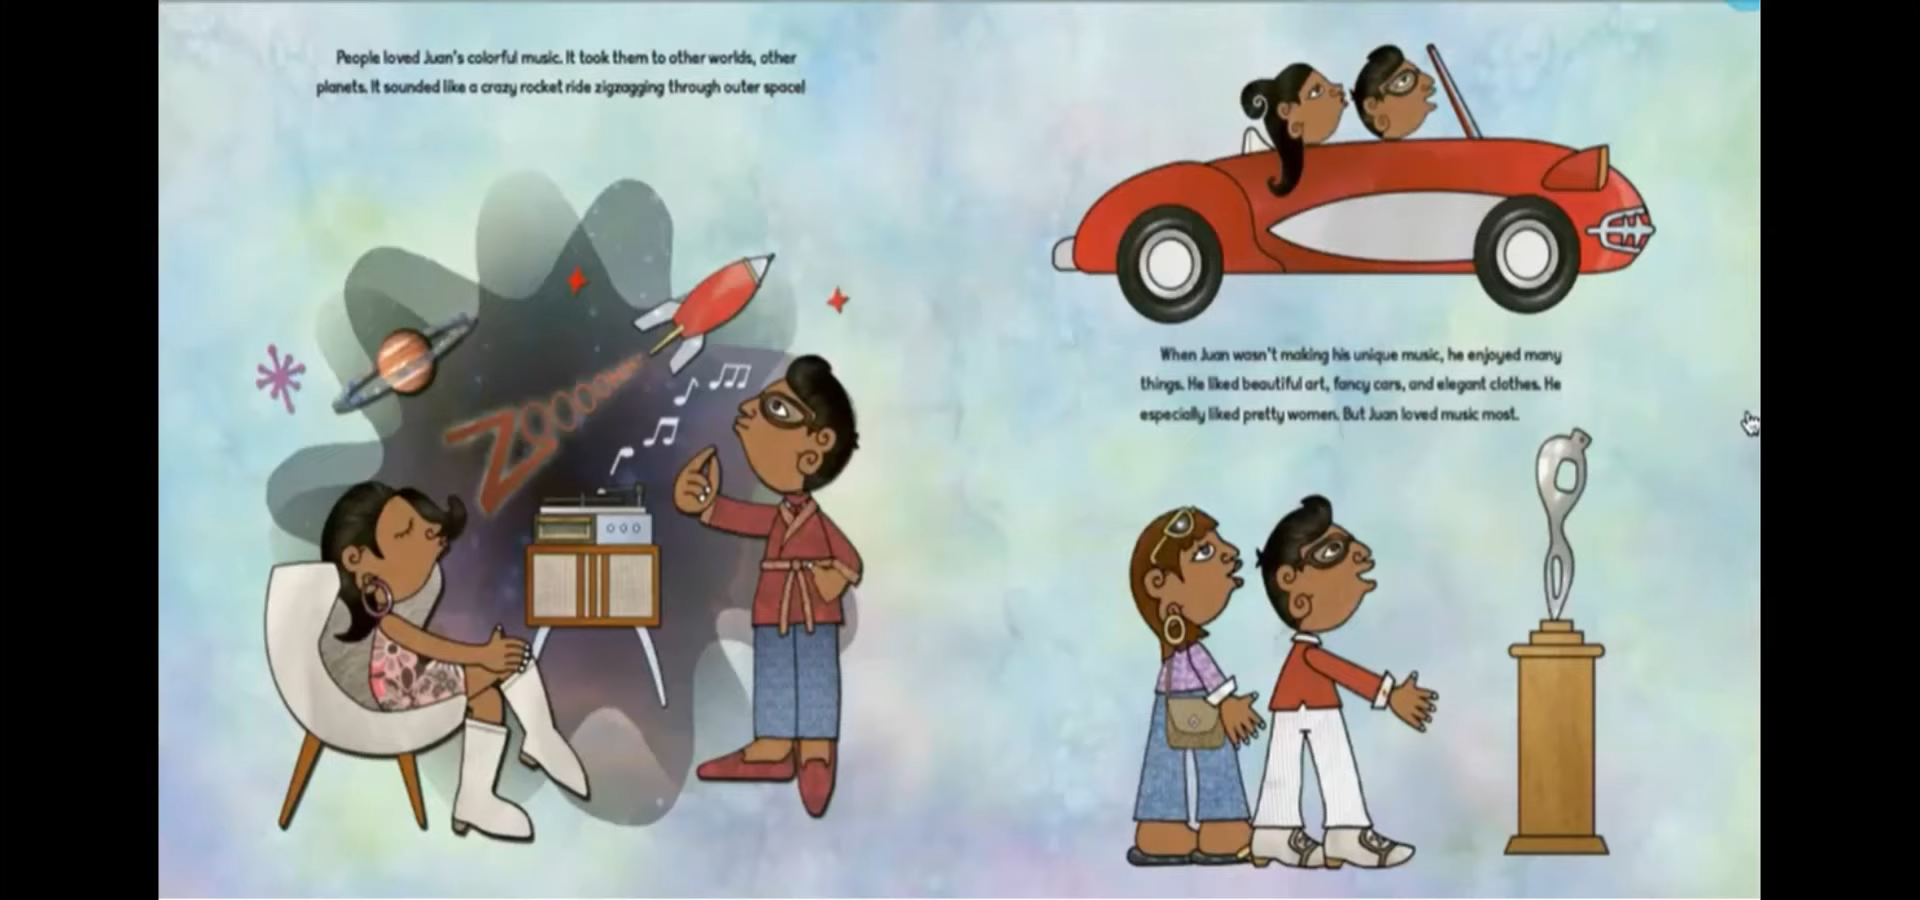 People loved Juan's colorful music. It took them to other worlds, other
planets. It sounded like a crazy rocket ride zigzagging through outer space!
Zoooooooom
When Juan wasn't making his unique music, he enjoyed many
things. He liked beautiful art, fancy cars, and elegant clothes. He
especially liked pretty women. But Juan loved music most.